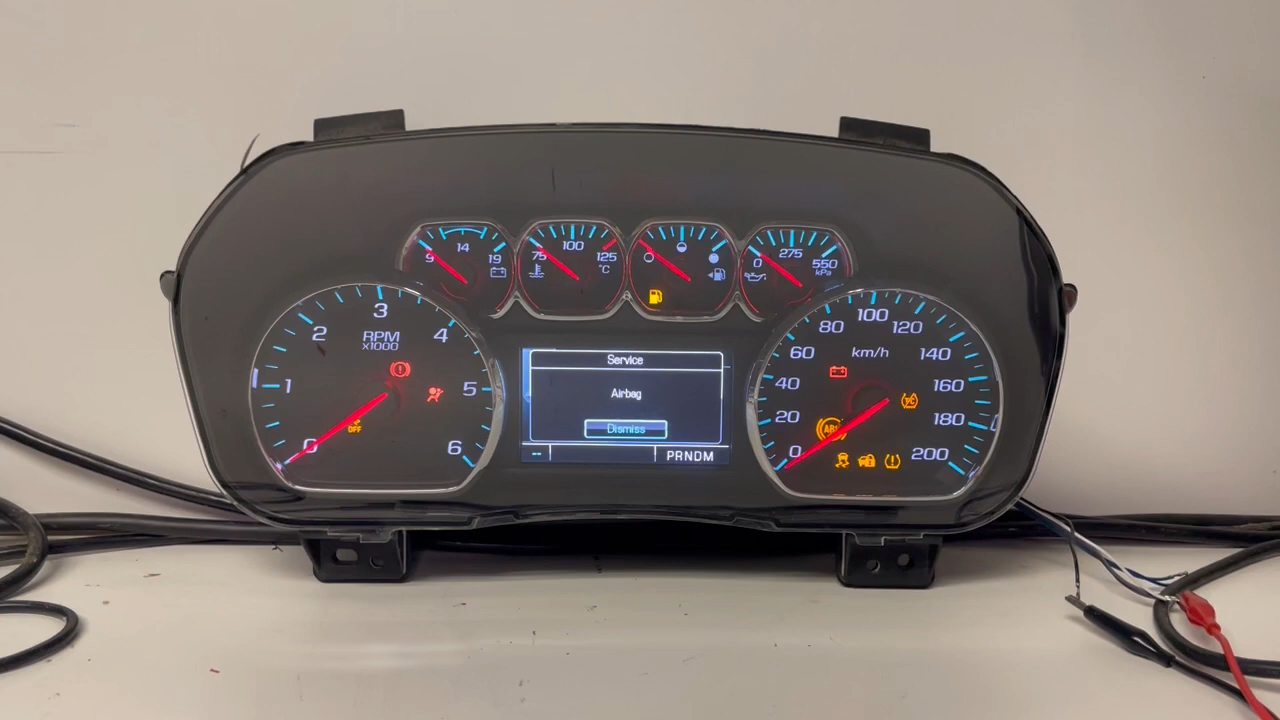 9 14 19
75 100 125
°C
0 275 550
kPa
0 1 2 3 4 5 6
RPM
X1000
OFF
Service
Airbag
Dismiss
--
PRNDM
0 20 40 60 80 100 120 140 160 180 200
km/h
ABS